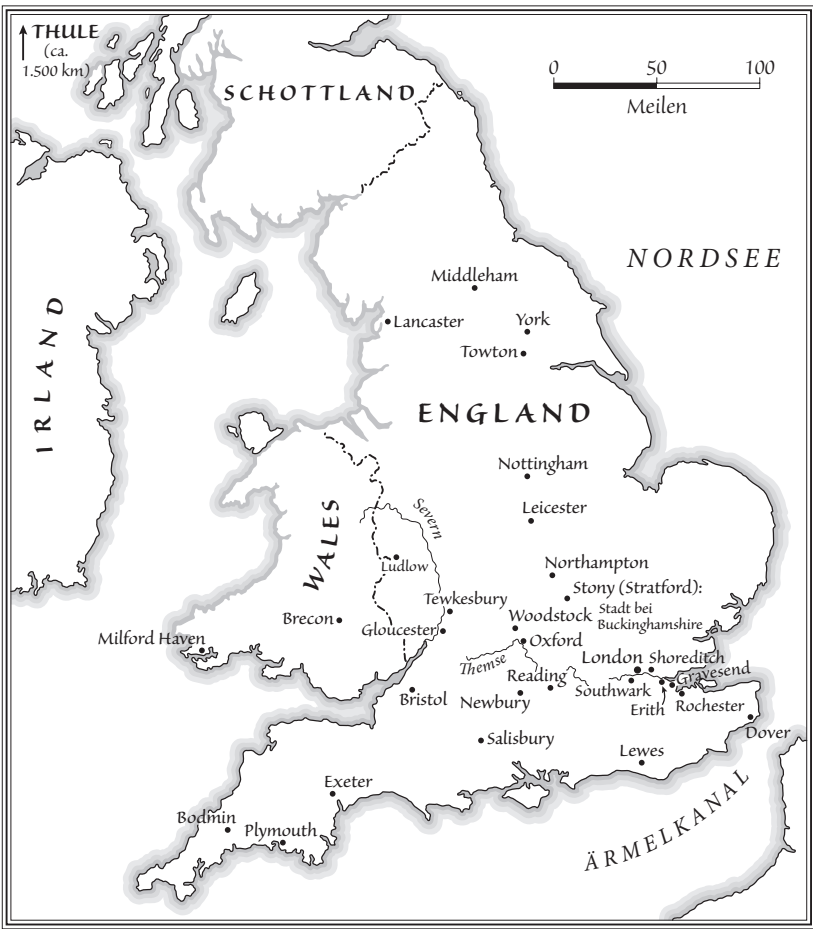 THULE
(ca.
1.500 km)
SCHOTTLAND
0 50 100
Meilen
NORDSEE
Middleham
Lancaster
York
Towton
IRLAND
ENGLAND
Nottingham
Leicester
Severn
WALES
Ludlow
Northampton
Stony (Stratford):
Stadt bei
Buckinghamshire
Tewkesbury
Woodstock
Brecon
Gloucester
Oxford
Milford Haven
Themse
London
Shoreditch
Gravesend
Reading
Southwark
Bristol
Newbury
Erith
Rochester
Salisbury
Dover
Lewes
Exeter
ÄRMELKANAL
Bodmin
Plymouth